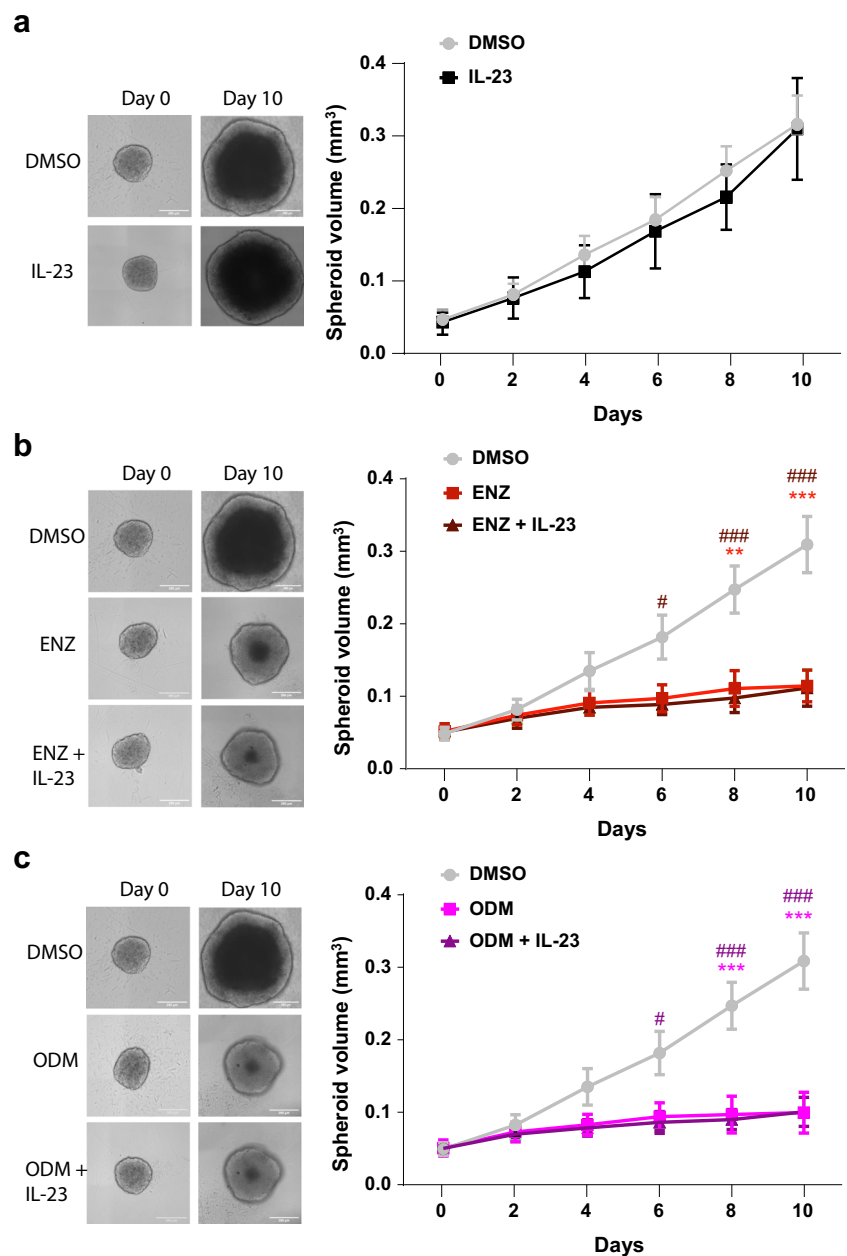 a
Day 0 Day 10
DMSO
IL-23
DMSO
IL-23
Spheroid volume (mm³)
0.4
0.3
0.2
0.1
0.0
0 2 4 6 8 10
Days
b
Day 0 Day 10
DMSO
ENZ
ENZ +
IL-23
DMSO
ENZ
ENZ + IL-23
Spheroid volume (mm³)
0.4
0.3
0.2
0.1
0.0
###
***
###
**
#
0 2 4 6 8 10
Days
c
Day 0 Day 10
DMSO
ODM
ODM +
IL-23
DMSO
ODM
ODM + IL-23
Spheroid volume (mm³)
0.4
0.3
0.2
0.1
0.0
###
***
###
***
#
0 2 4 6 8 10
Days